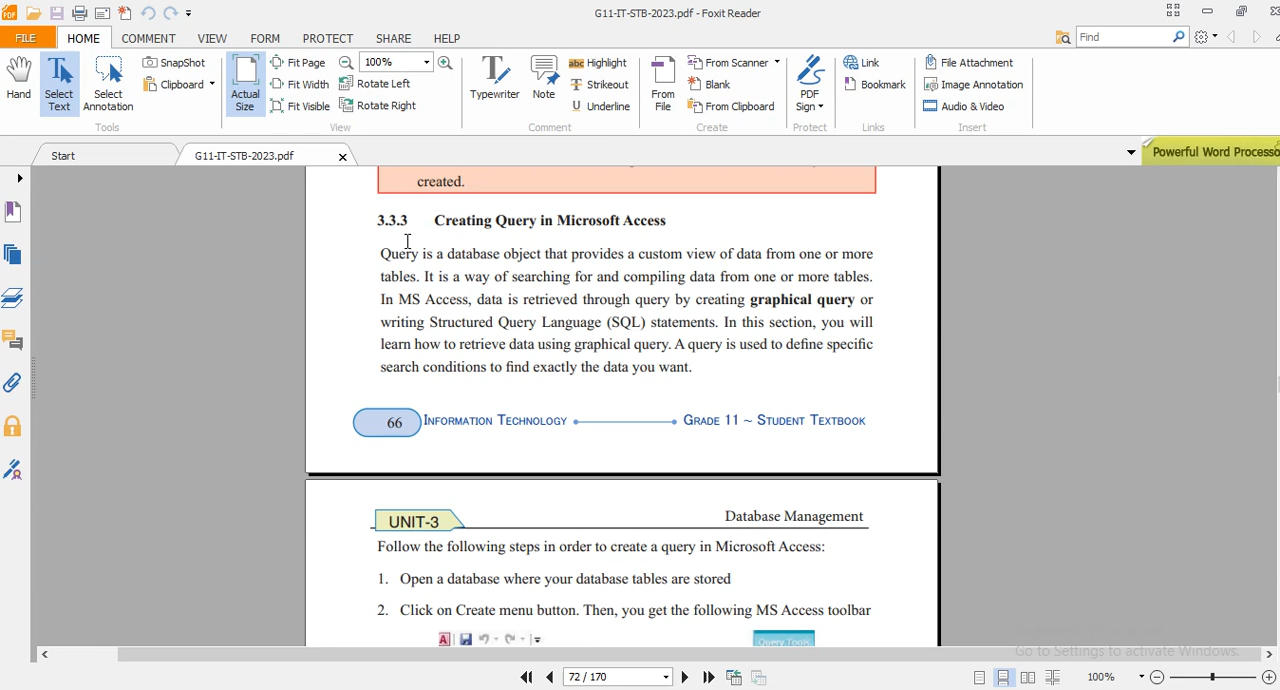 G11-IT-STB-2023.pdf - Foxit Reader
FILE HOME COMMENT VIEW FORM PROTECT SHARE HELP
Find
Hand
Select Text
Select Annotation
SnapShot
Clipboard
Tools
Actual Size
Fit Page
Fit Width
Fit Visible
100%
Rotate Left
Rotate Right
View
Typewriter
Note
Highlight
Strikeout
Underline
Comment
From File
From Scanner
Blank
From Clipboard
Create
PDF Sign
Protect
Link
Bookmark
Links
File Attachment
Image Annotation
Audio & Video
Insert
Start
G11-IT-STB-2023.pdf
Powerful Word Processo
created.
3.3.3 Creating Query in Microsoft Access
Query is a database object that provides a custom view of data from one or more
tables. It is a way of searching for and compiling data from one or more tables.
In MS Access, data is retrieved through query by creating graphical query or
writing Structured Query Language (SQL) statements. In this section, you will
learn how to retrieve data using graphical query. A query is used to define specific
search conditions to find exactly the data you want.
66 INFORMATION TECHNOLOGY GRADE 11 ~ STUDENT TEXTBOOK
UNIT-3 Database Management
Follow the following steps in order to create a query in Microsoft Access:
1. Open a database where your database tables are stored
2. Click on Create menu button. Then, you get the following MS Access toolbar
Query Tools
Go to Settings to activate Windows.
72 / 170
100%